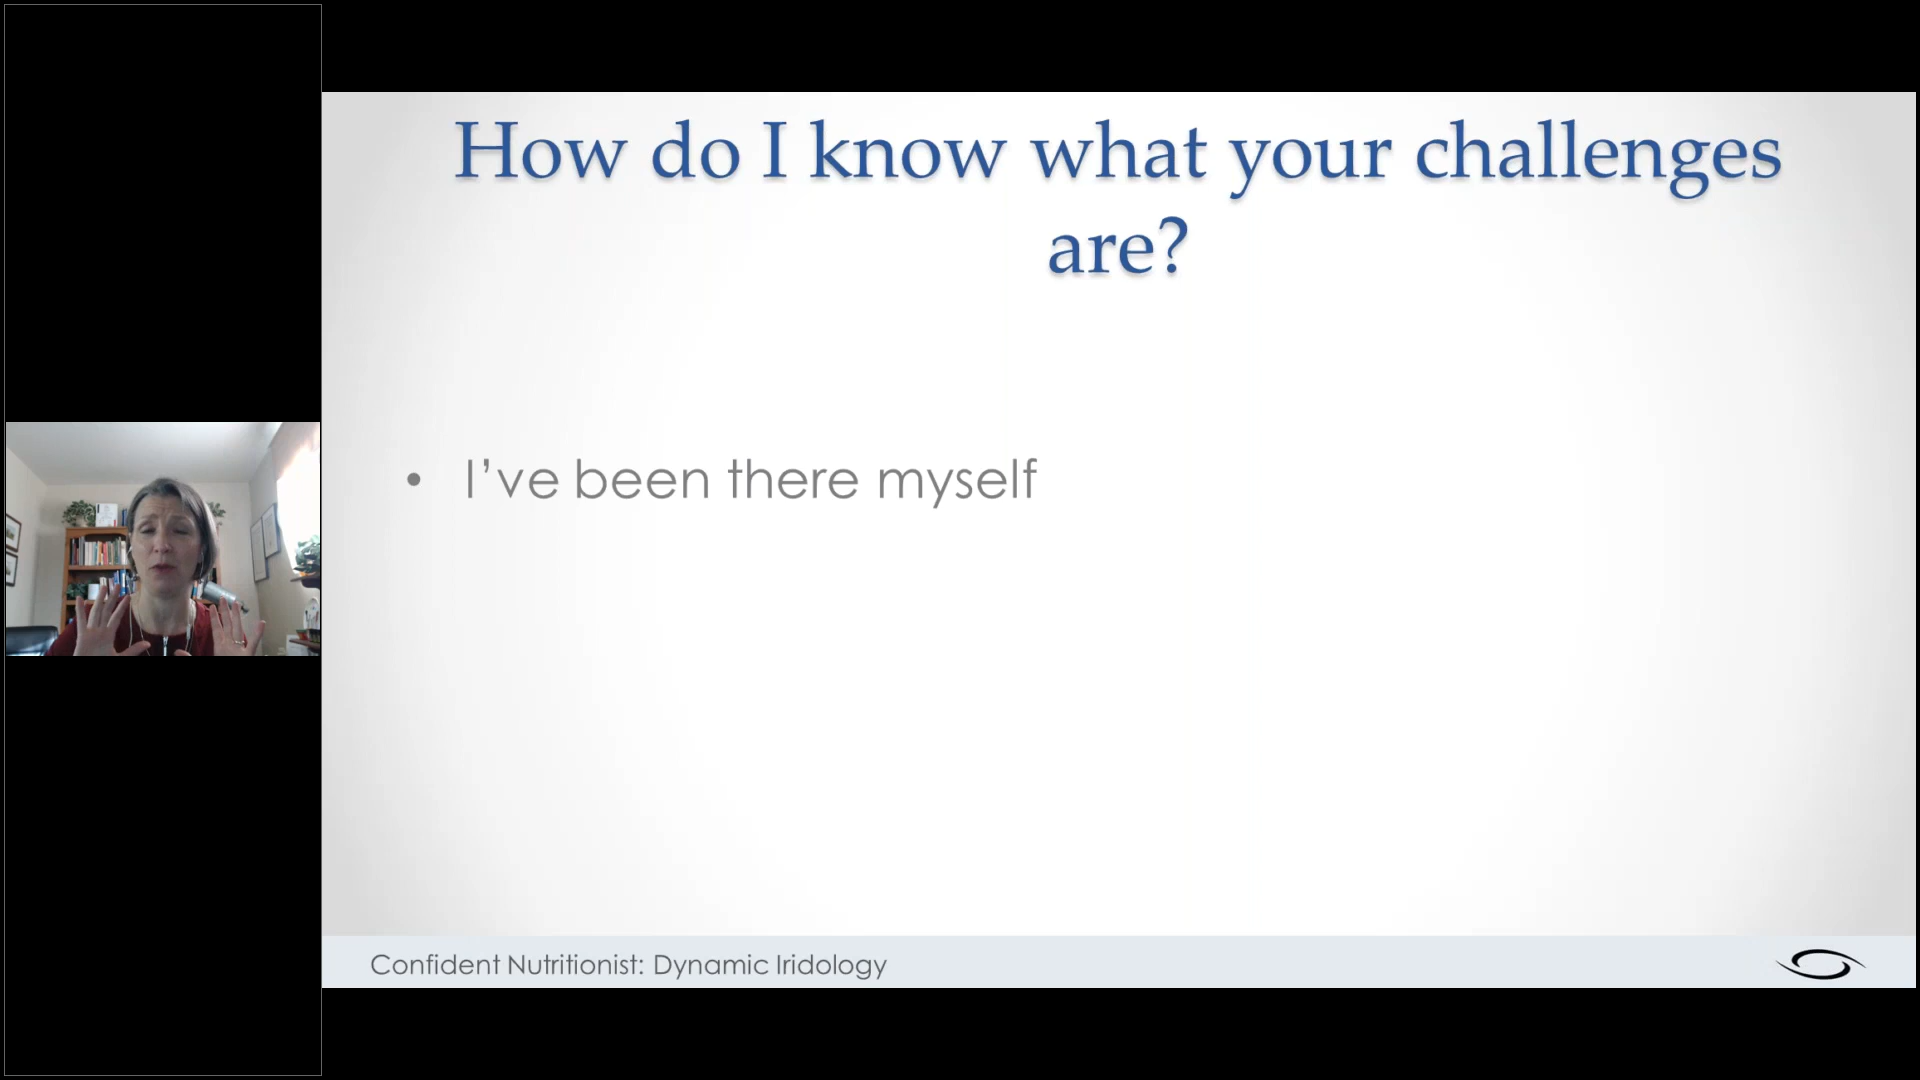 How do I know what your challenges
are?
• I’ve been there myself
Confident Nutritionist: Dynamic Iridology